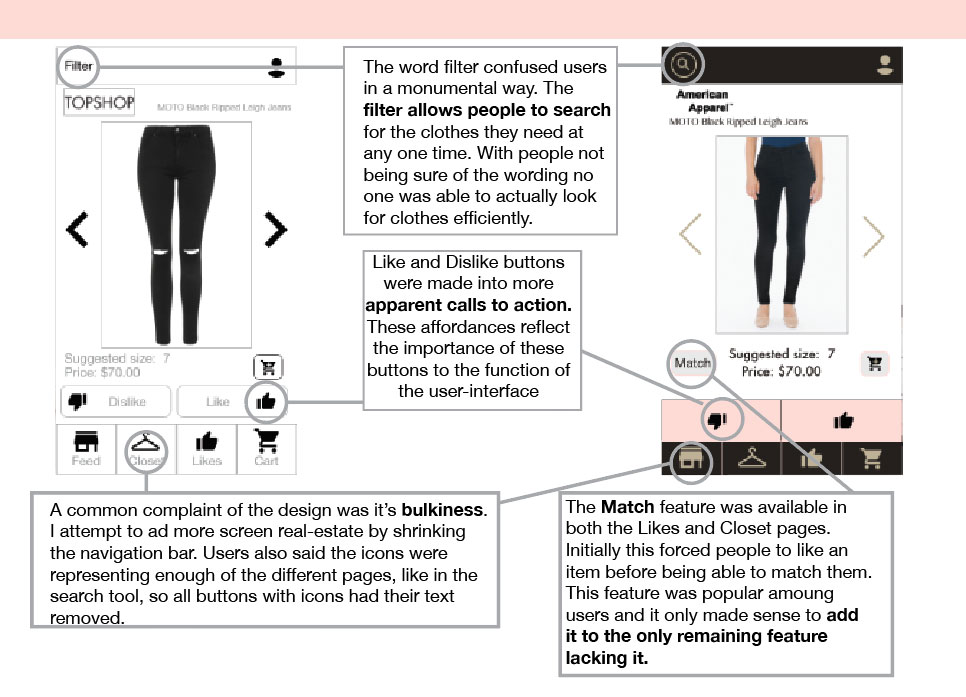 Filter
TOPSHOP
MOTO Black Ripped Leigh Jeans
Suggested size: 7
Price: $70.00
Dislike
Like
Feed
Closet
Likes
Cart
The word filter confused users
in a monumental way. The
filter allows people to search
for the clothes they need at
any one time. With people not
being sure of the wording no
one was able to actually look
for clothes efficiently.
Like and Dislike buttons
were made into more
apparent calls to action.
These affordances reflect
the importance of these
buttons to the function of
the user-interface
American
Apparel™
MOTO Black Ripped Leigh Jeans
Match
Suggested size: 7
Price: $70.00
A common complaint of the design was it's bulkiness.
I attempt to ad more screen real-estate by shrinking
the navigation bar. Users also said the icons were
representing enough of the different pages, like in the
search tool, so all buttons with icons had their text
removed.
The Match feature was available in
both the Likes and Closet pages.
Initially this forced people to like an
item before being able to match them.
This feature was popular amoung
users and it only made sense to add
it to the only remaining feature
lacking it.